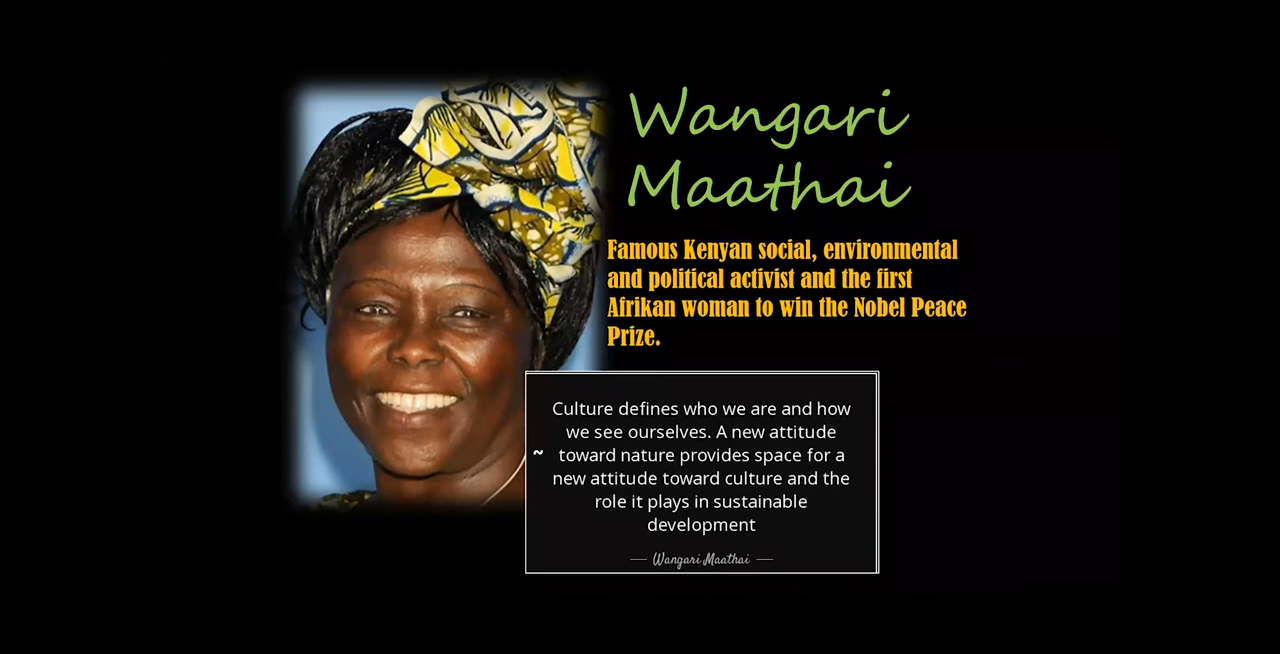 Wangari
Maathai
Famous Kenyan social, environmental
and political activist and the first
Afrikan woman to win the Nobel Peace
Prize.
Culture defines who we are and how
we see ourselves. A new attitude
~ toward nature provides space for a
new attitude toward culture and the
role it plays in sustainable
development
— Wangari Maathai —